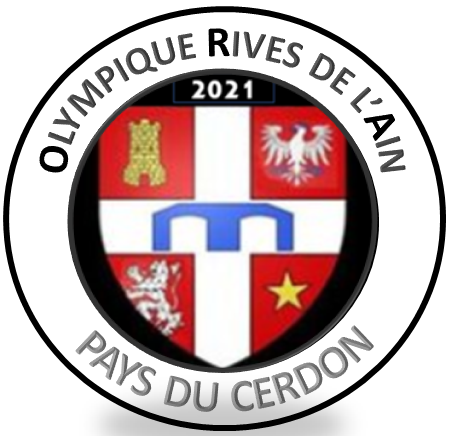 OLYMPIQUE RIVES DE L'AIN
2021
PAYS DU CERDON